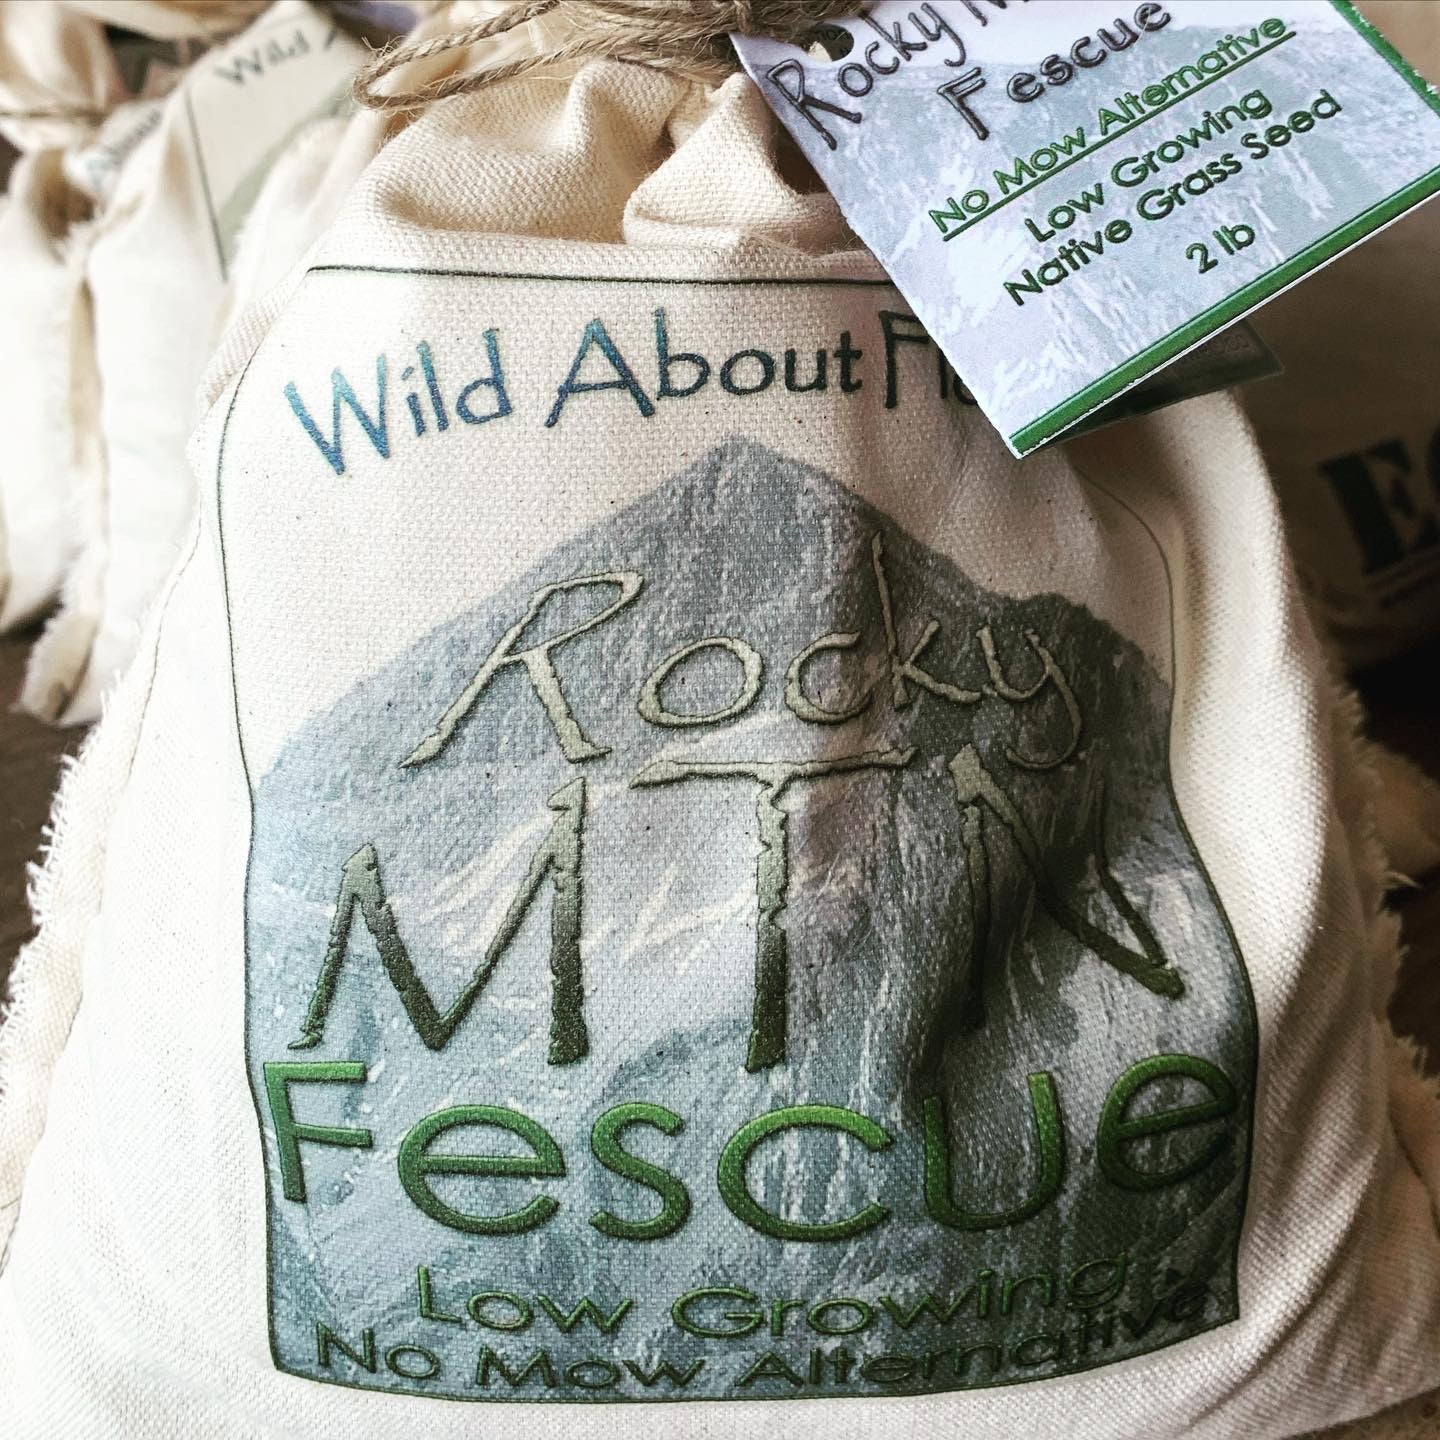 Wild
Rocky
Fescue
No Mow Alternative
Low Growing
Native Grass Seed
2 lb
Wild About
Rocky
MTN
Fescue
Low Growing
No Mow Alternative